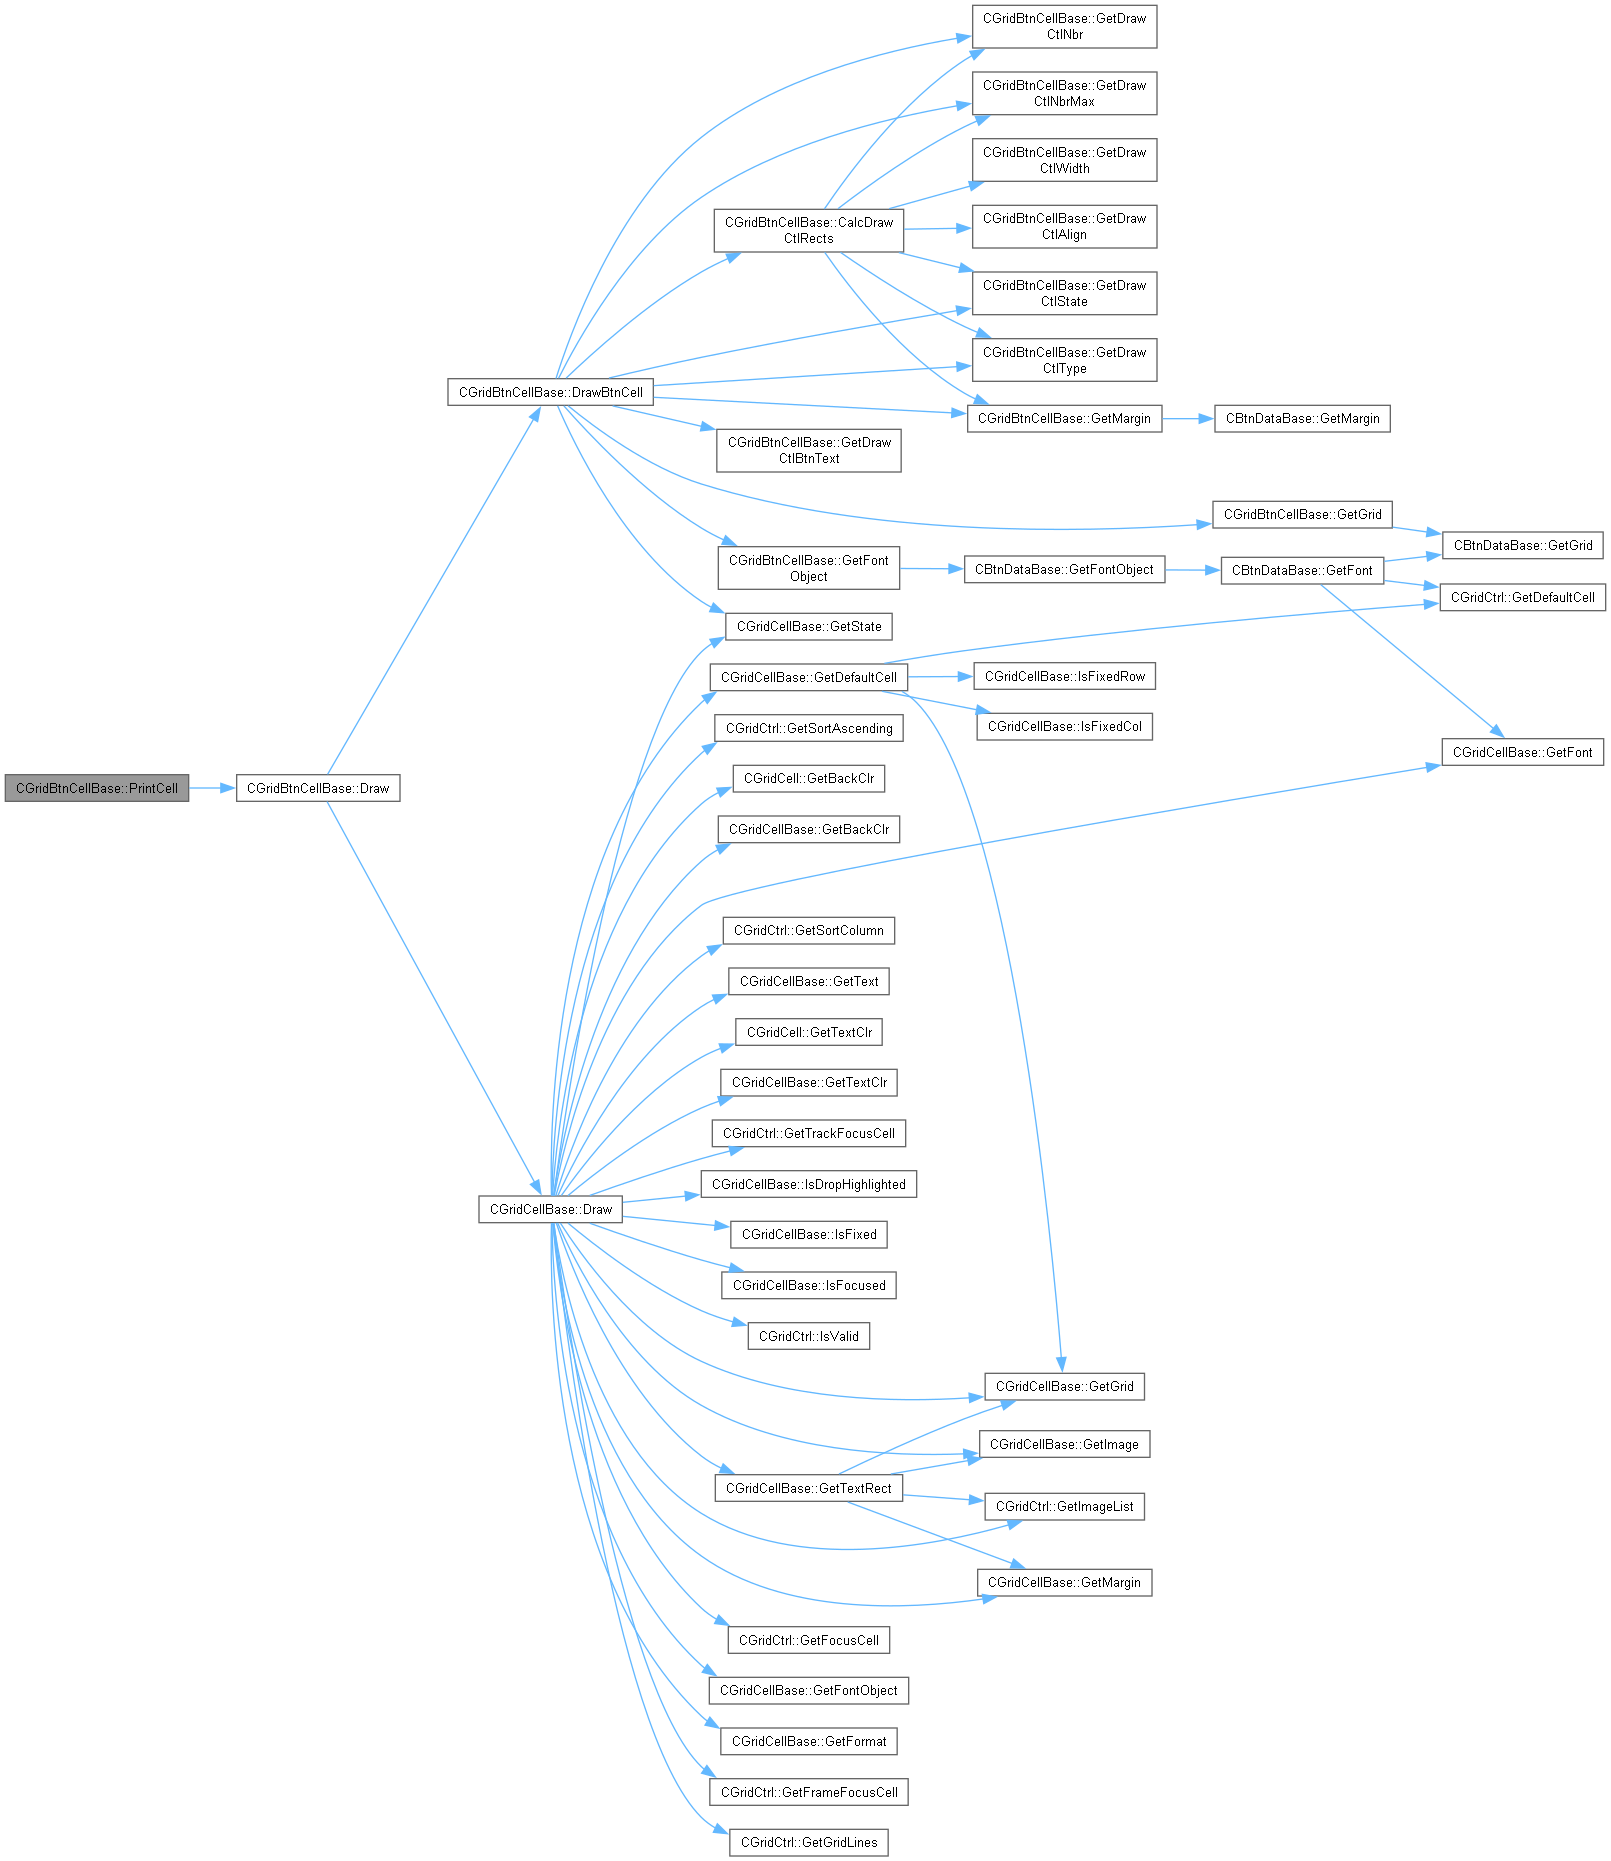 CGridBtnCellBase::GetDraw
CtlNbr
CGridBtnCellBase::GetDraw
CtlNbrMax
CGridBtnCellBase::GetDraw
CtlWidth
CGridBtnCellBase::CalcDraw
CtlRects
CGridBtnCellBase::GetDraw
CtlAlign
CGridBtnCellBase::GetDraw
CtlState
CGridBtnCellBase::GetDraw
CtlType
CGridBtnCellBase::DrawBtnCell
CGridBtnCellBase::GetMargin
CBtnDataBase::GetMargin
CGridBtnCellBase::GetDraw
CtlBtnText
CGridBtnCellBase::GetGrid
CBtnDataBase::GetGrid
CGridBtnCellBase::GetFont
Object
CBtnDataBase::GetFontObject
CBtnDataBase::GetFont
CGridCtrl::GetDefaultCell
CGridCellBase::GetState
CGridCellBase::GetDefaultCell
CGridCellBase::IsFixedRow
CGridCellBase::IsFixedCol
CGridCtrl::GetSortAscending
CGridCellBase::GetFont
CGridCell::GetBackClr
CGridBtnCellBase::PrintCell
CGridBtnCellBase::Draw
CGridCellBase::GetBackClr
CGridCtrl::GetSortColumn
CGridCellBase::GetText
CGridCell::GetTextClr
CGridCellBase::GetTextClr
CGridCtrl::GetTrackFocusCell
CGridCellBase::IsDropHighlighted
CGridCellBase::Draw
CGridCellBase::IsFixed
CGridCellBase::IsFocused
CGridCtrl::IsValid
CGridCellBase::GetGrid
CGridCellBase::GetImage
CGridCellBase::GetTextRect
CGridCtrl::GetImageList
CGridCellBase::GetMargin
CGridCtrl::GetFocusCell
CGridCellBase::GetFontObject
CGridCellBase::GetFormat
CGridCtrl::GetFrameFocusCell
CGridCtrl::GetGridLines